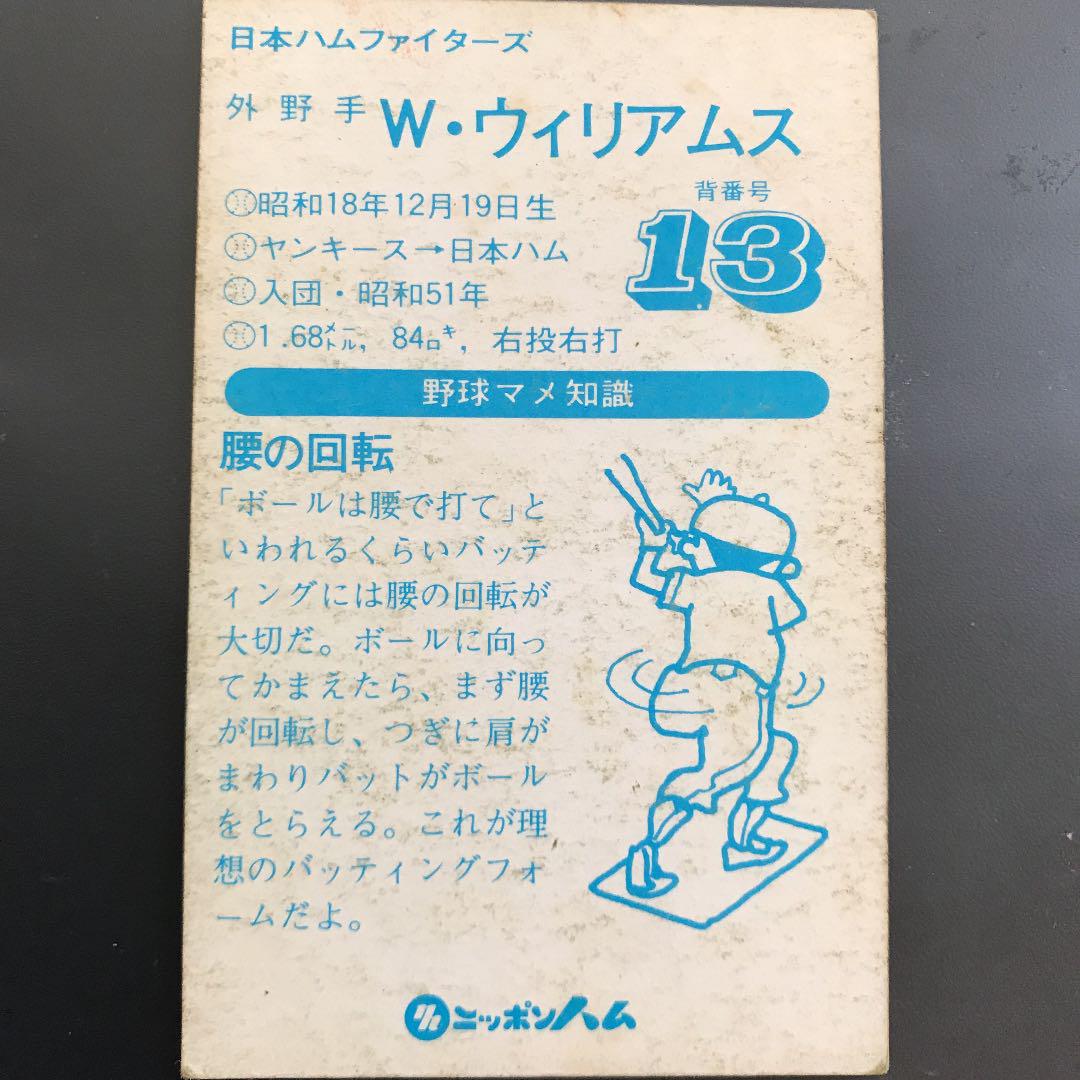 日本ハムファイターズ
外野手 W・ウィリアムス
昭和18年12月19日生
背番号
13
ヤンキース→日本ハム
入団・昭和51年
1.68メートル, 84キロ, 右投右打
野球マメ知識
腰の回転
「ボールは腰で打て」と
いわれるくらいバッテ
ィングには腰の回転が
大切だ。ボールに向っ
てかまえたら、まず腰
が回転し、つぎに肩が
まわりバットがボール
をとらえる。これが理
想のバッティングフォ
ームだよ。
ニッポンハム